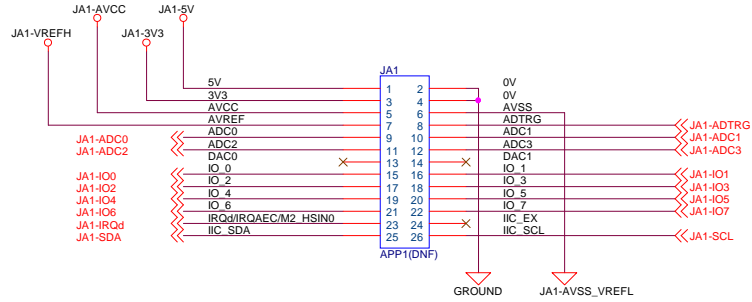 JA1-AVCC
JA1-5V
JA1-VREFH
JA1-3V3
JA1
5V 1 2 0V
3V3 3 4 0V
AVCC 5 6 AVSS
AVREF 7 8 ADTRG JA1-ADTRG
JA1-ADC0 ADC0 9 10 ADC1 JA1-ADC1
JA1-ADC2 ADC2 11 12 ADC3 JA1-ADC3
DAC0 13 14 DAC1
JA1-IO0 IO_0 15 16 IO_1 JA1-IO1
JA1-IO2 IO_2 17 18 IO_3 JA1-IO3
JA1-IO4 IO_4 19 20 IO_5 JA1-IO5
JA1-IO6 IO_6 21 22 IO_7 JA1-IO7
JA1-IRQd IRQd/IRQAEC/M2_HSIN0 23 24 IIC_EX
JA1-SDA IIC_SDA 25 26 IIC_SCL JA1-SCL
APP1(DNF)
GROUND JA1-AVSS_VREFL